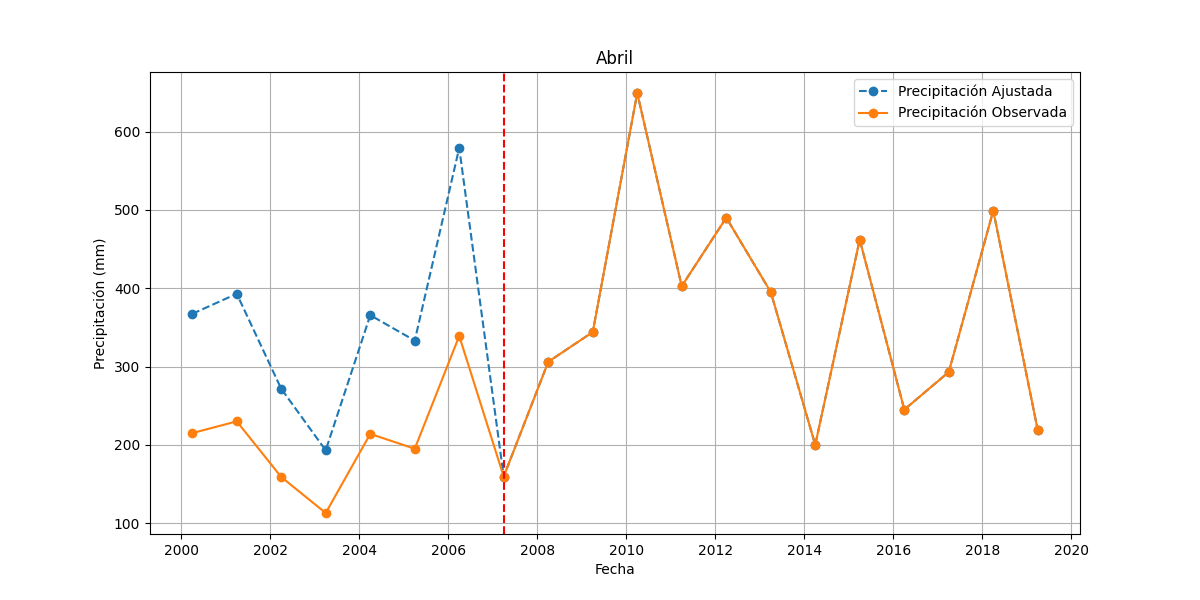 Abril
Precipitación Ajustada
Precipitación Observada
Precipitación (mm)
600
500
400
300
200
100
2000 2002 2004 2006 2008 2010 2012 2014 2016 2018 2020
Fecha